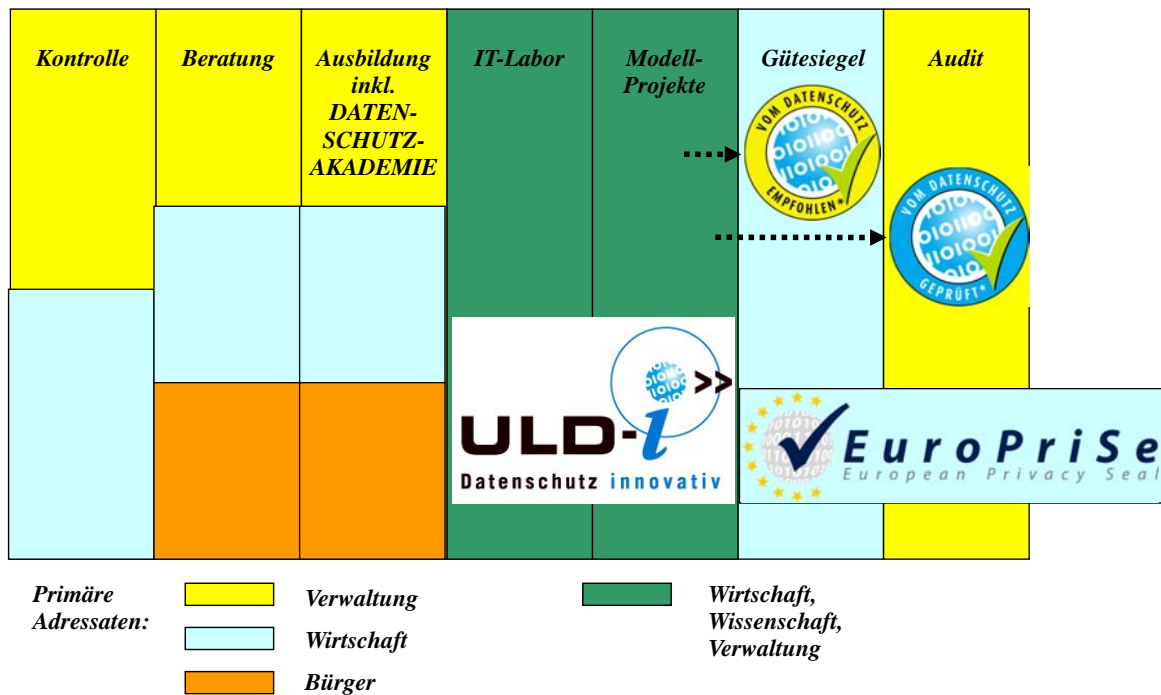 Kontrolle
Beratung
Ausbildung
inkl.
DATEN-
SCHUTZ-
AKADEMIE
IT-Labor
Modell-
Projekte
Gütesiegel
Audit
VOM DATENSCHUTZ
EMPFOHLEN*
VOM DATENSCHUTZ
GEPRÜFT*
>>
ULD-i
Datenschutz innovativ
EuroPriSe
European Privacy Seal
Primäre
Adressaten:
Verwaltung
Wirtschaft
Bürger
Wirtschaft,
Wissenschaft,
Verwaltung